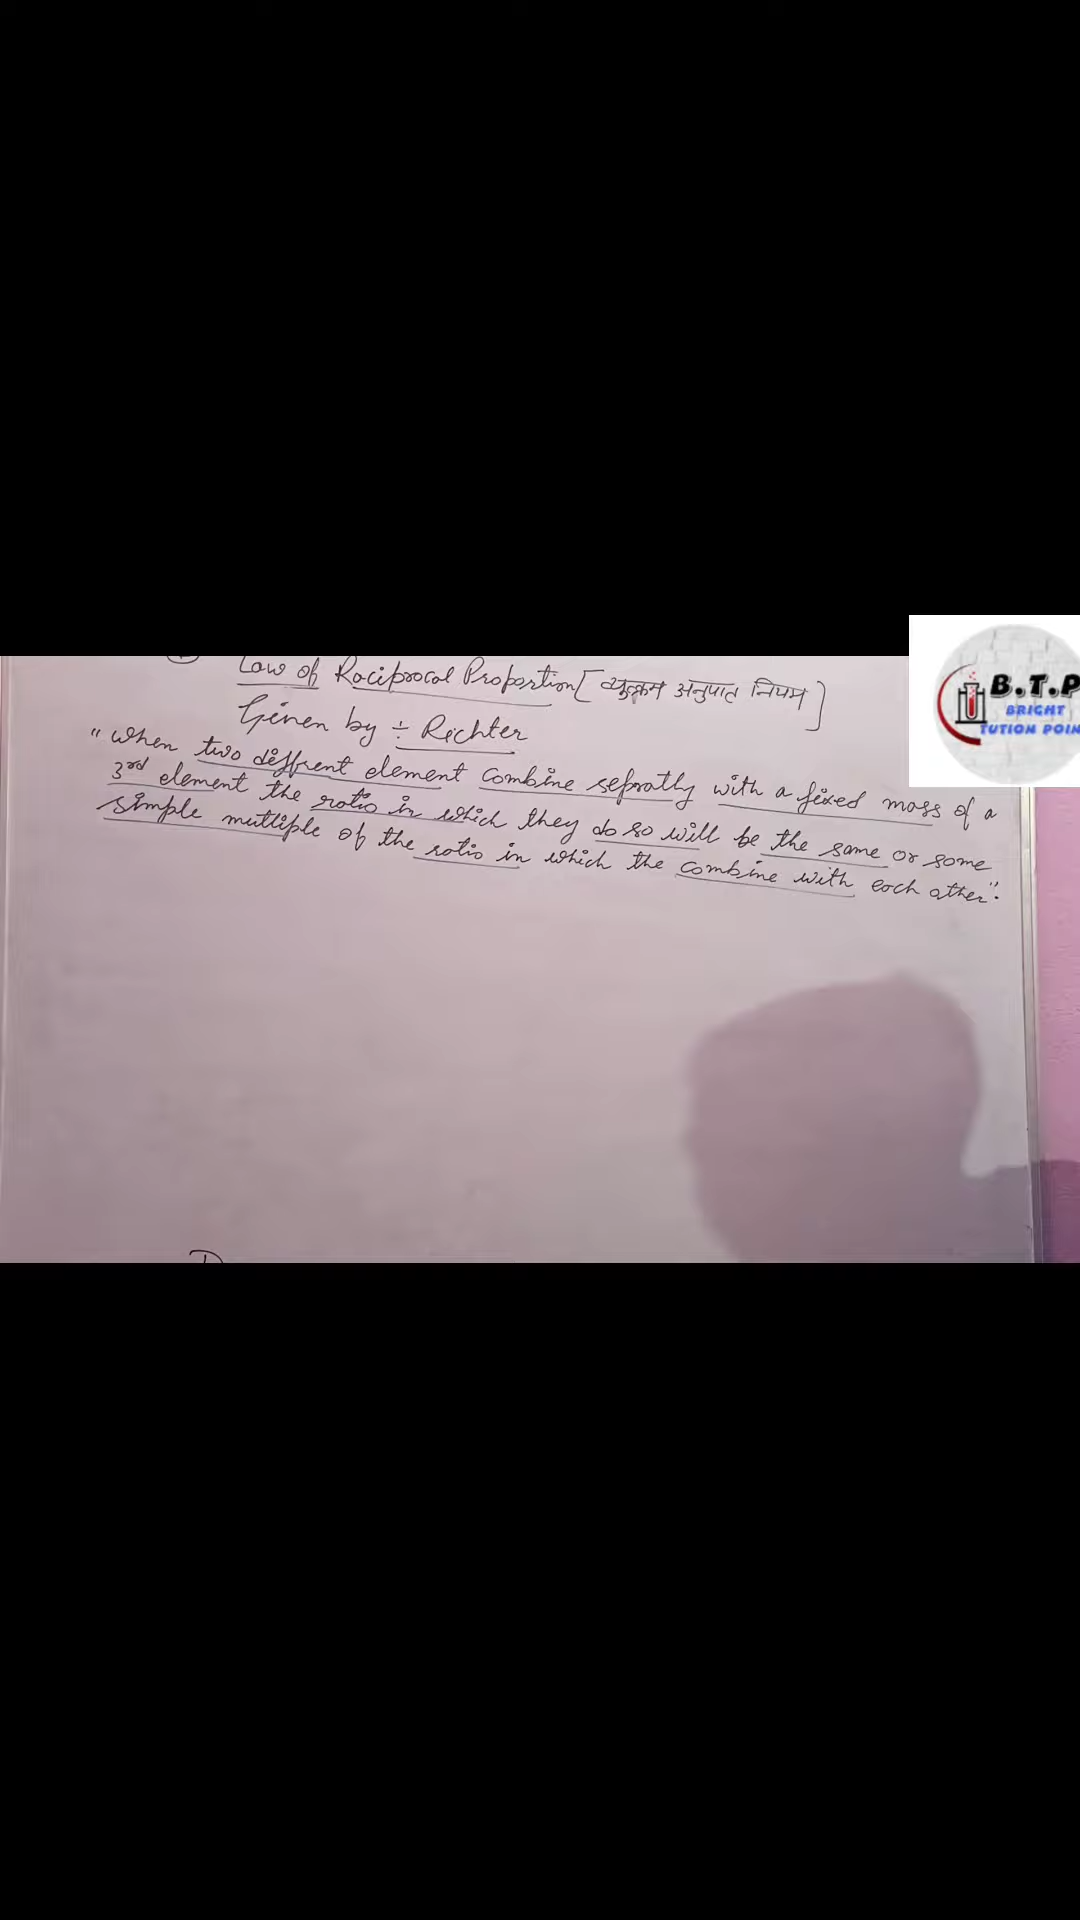 Law of Raciprocal Proportion [व्युत्क्रम अनुपात नियम]
Given by ÷ Richter
"when two diffrent element combine sepratly with a fixed mass of a
3rd element the ratio in which they do so will be the same or some
simple multiple of the ratio in which the combine with each other".
B.T.P
BRIGHT
TUTION POIN